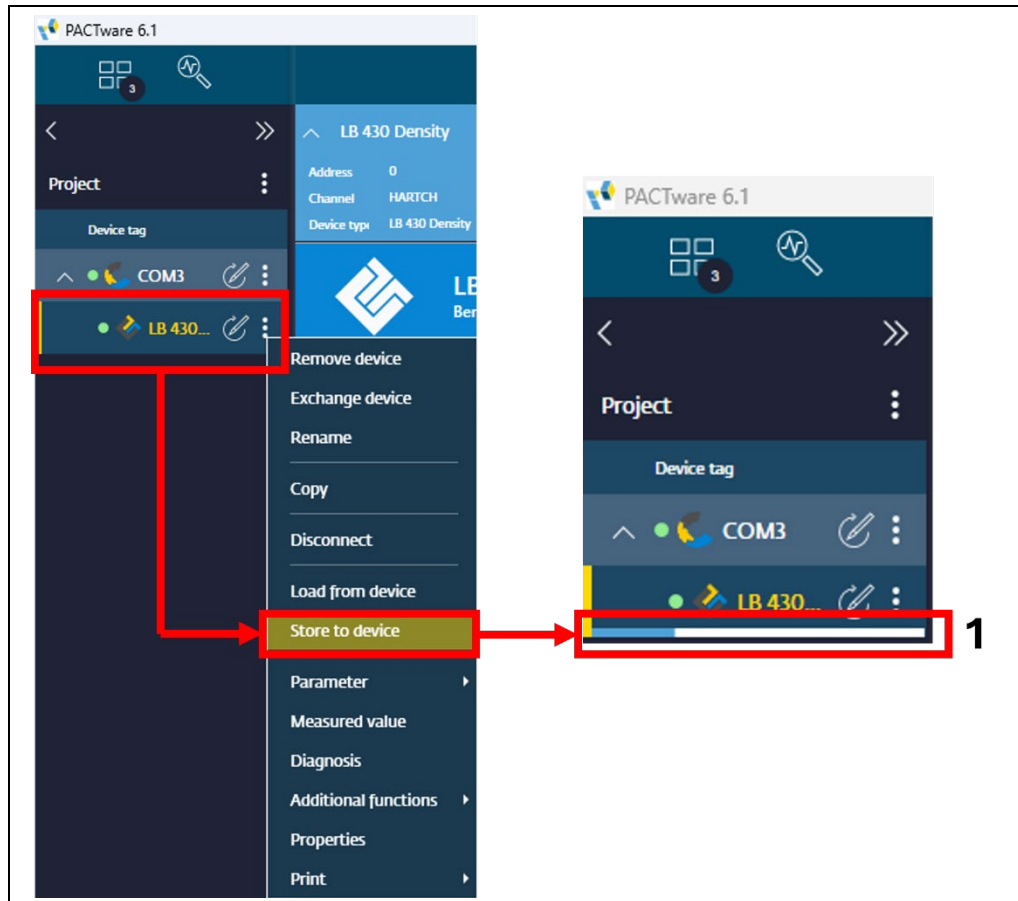 PACTware 6.1
3
Project
Device tag
COM3
LB 430...
LB 430 Density
Address 0
Channel HARTCH
Device type LB 430 Density
LB
Ber
Remove device
Exchange device
Rename
Copy
Disconnect
Load from device
Store to device
Parameter
Measured value
Diagnosis
Additional functions
Properties
Print
PACTware 6.1
3
Project
Device tag
COM3
LB 430...
1